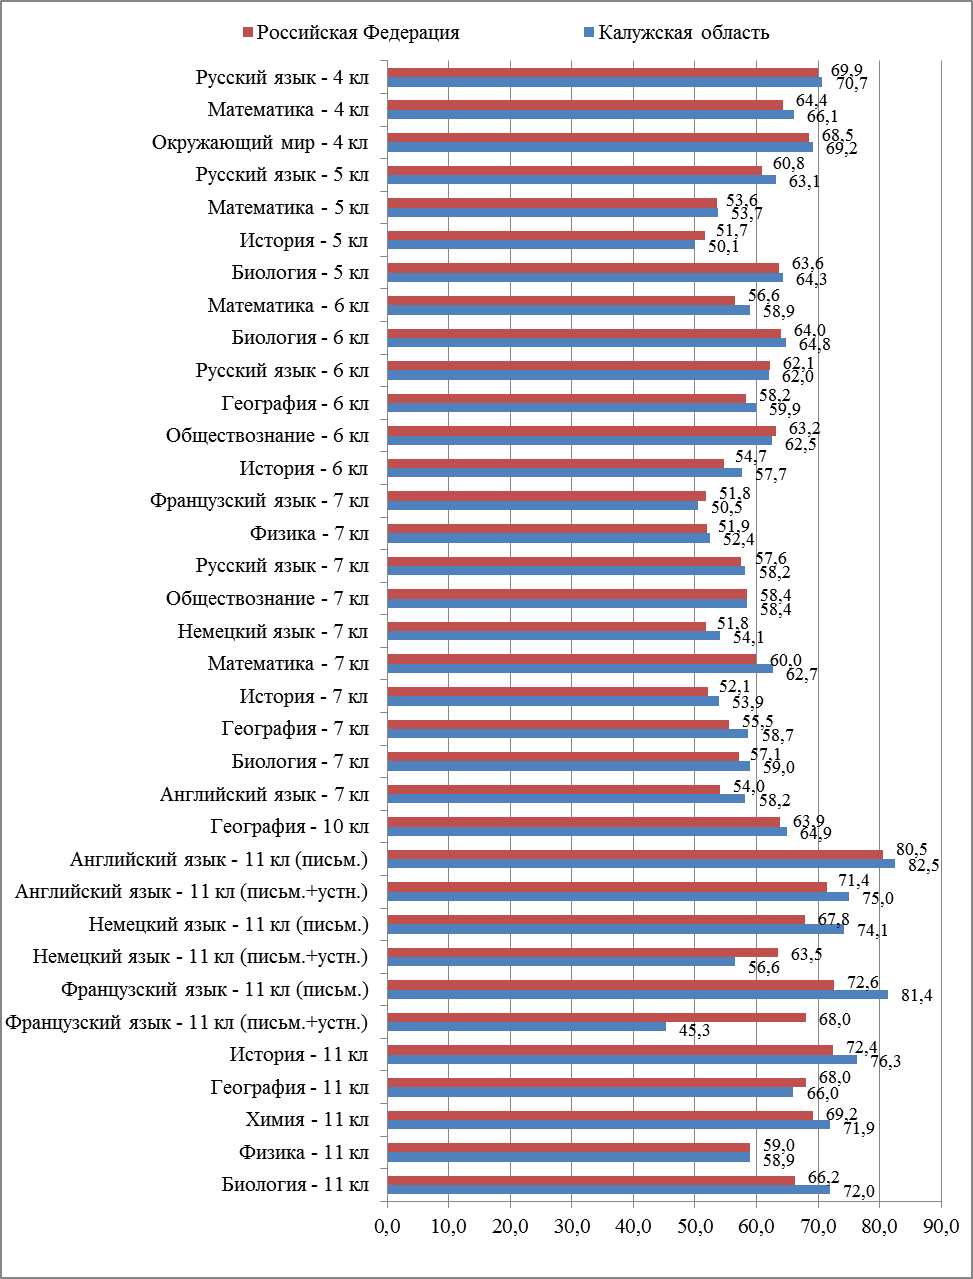 Российская Федерация Калужская область
Русский язык - 4 кл 69,9 70,7
Математика - 4 кл 64,4 66,1
Окружающий мир - 4 кл 68,5 69,2
Русский язык - 5 кл 60,8 63,1
Математика - 5 кл 53,6 53,7
История - 5 кл 51,7 50,1
Биология - 5 кл 63,6 64,3
Математика - 6 кл 56,6 58,9
Биология - 6 кл 64,0 64,8
Русский язык - 6 кл 62,1 62,0
География - 6 кл 58,2 59,9
Обществознание - 6 кл 63,2 62,5
История - 6 кл 54,7 57,7
Французский язык - 7 кл 51,8 50,5
Физика - 7 кл 51,9 52,4
Русский язык - 7 кл 57,6 58,2
Обществознание - 7 кл 58,4 58,4
Немецкий язык - 7 кл 51,8 54,1
Математика - 7 кл 60,0 62,7
История - 7 кл 52,1 53,9
География - 7 кл 55,5 58,7
Биология - 7 кл 57,1 59,0
Английский язык - 7 кл 54,0 58,2
География - 10 кл 63,9 64,9
Английский язык - 11 кл (письм.) 80,5 82,5
Английский язык - 11 кл (письм.+устн.) 71,4 75,0
Немецкий язык - 11 кл (письм.) 67,8 74,1
Немецкий язык - 11 кл (письм.+устн.) 63,5 56,6
Французский язык - 11 кл (письм.) 72,6 81,4
Французский язык - 11 кл (письм.+устн.) 68,0 45,3
История - 11 кл 72,4 76,3
География - 11 кл 68,0 66,0
Химия - 11 кл 69,2 71,9
Физика - 11 кл 59,0 58,9
Биология - 11 кл 66,2 72,0
0,0 10,0 20,0 30,0 40,0 50,0 60,0 70,0 80,0 90,0